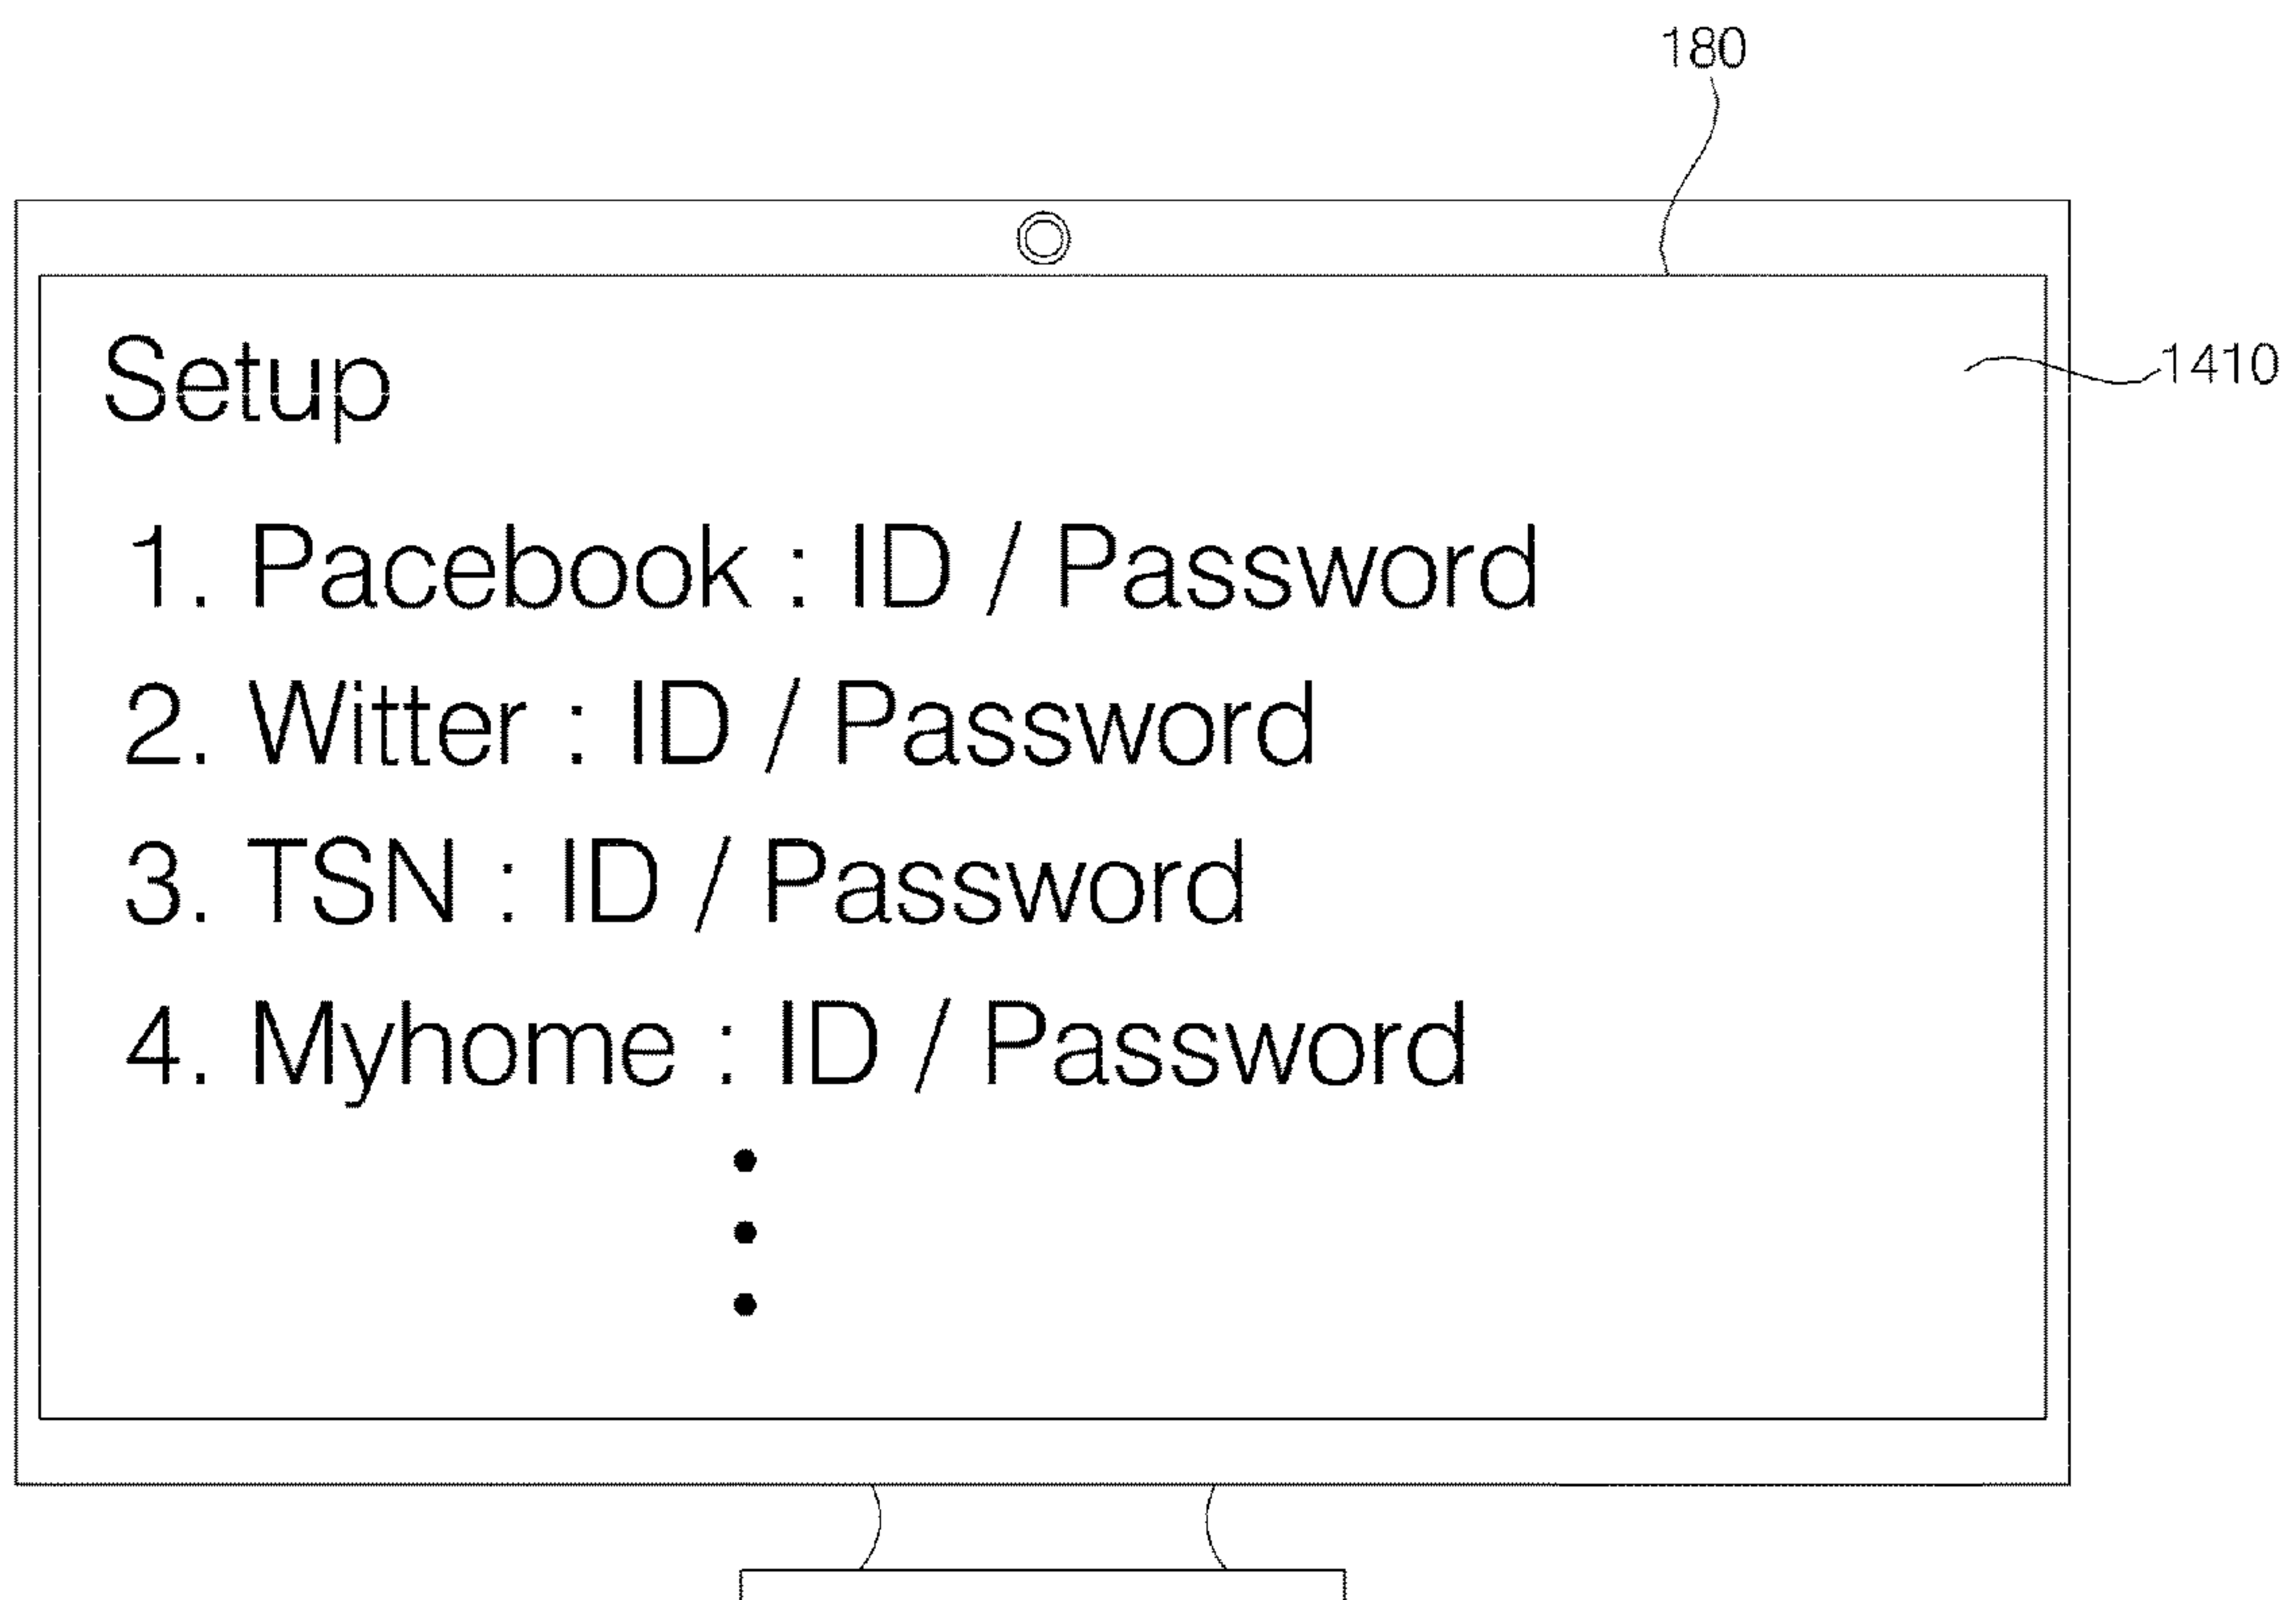 180
Setup
1410
1. Pacebook : ID / Password
2. Witter : ID / Password
3. TSN : ID / Password
4. Myhome : ID / Password